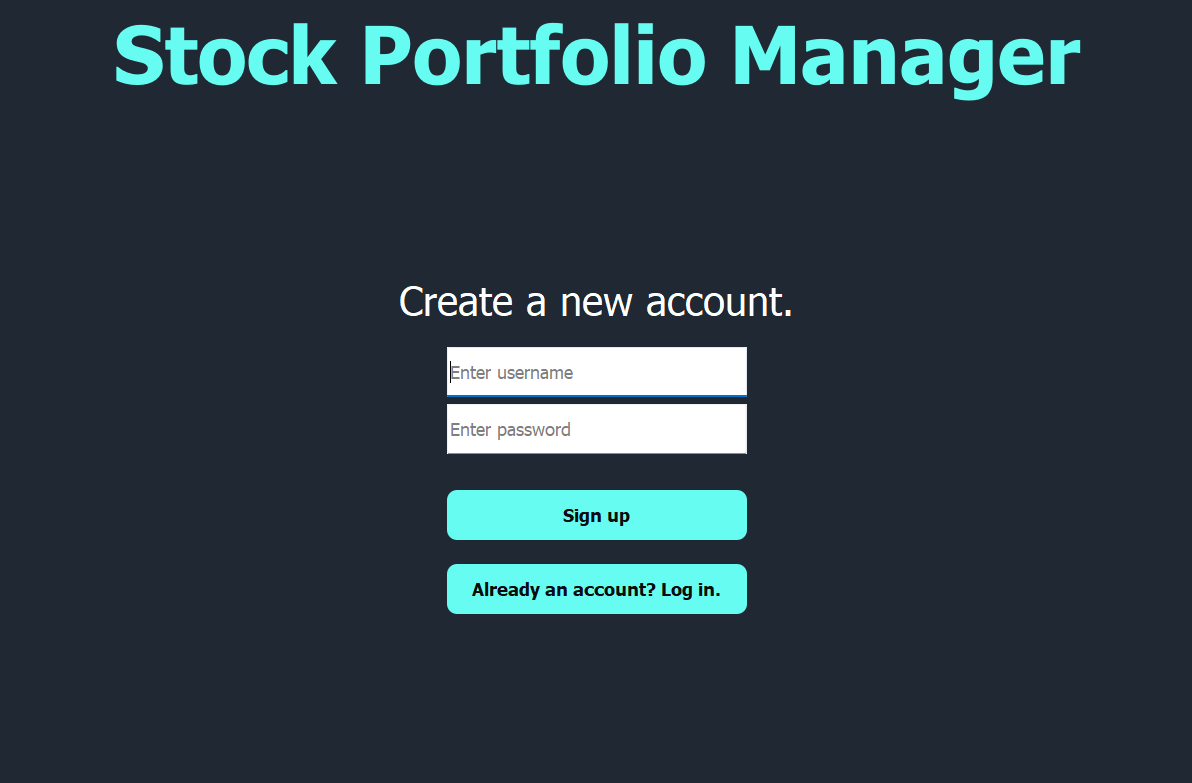 Stock Portfolio Manager
Create a new account.
Enter username
Enter password
Sign up
Already an account? Log in.